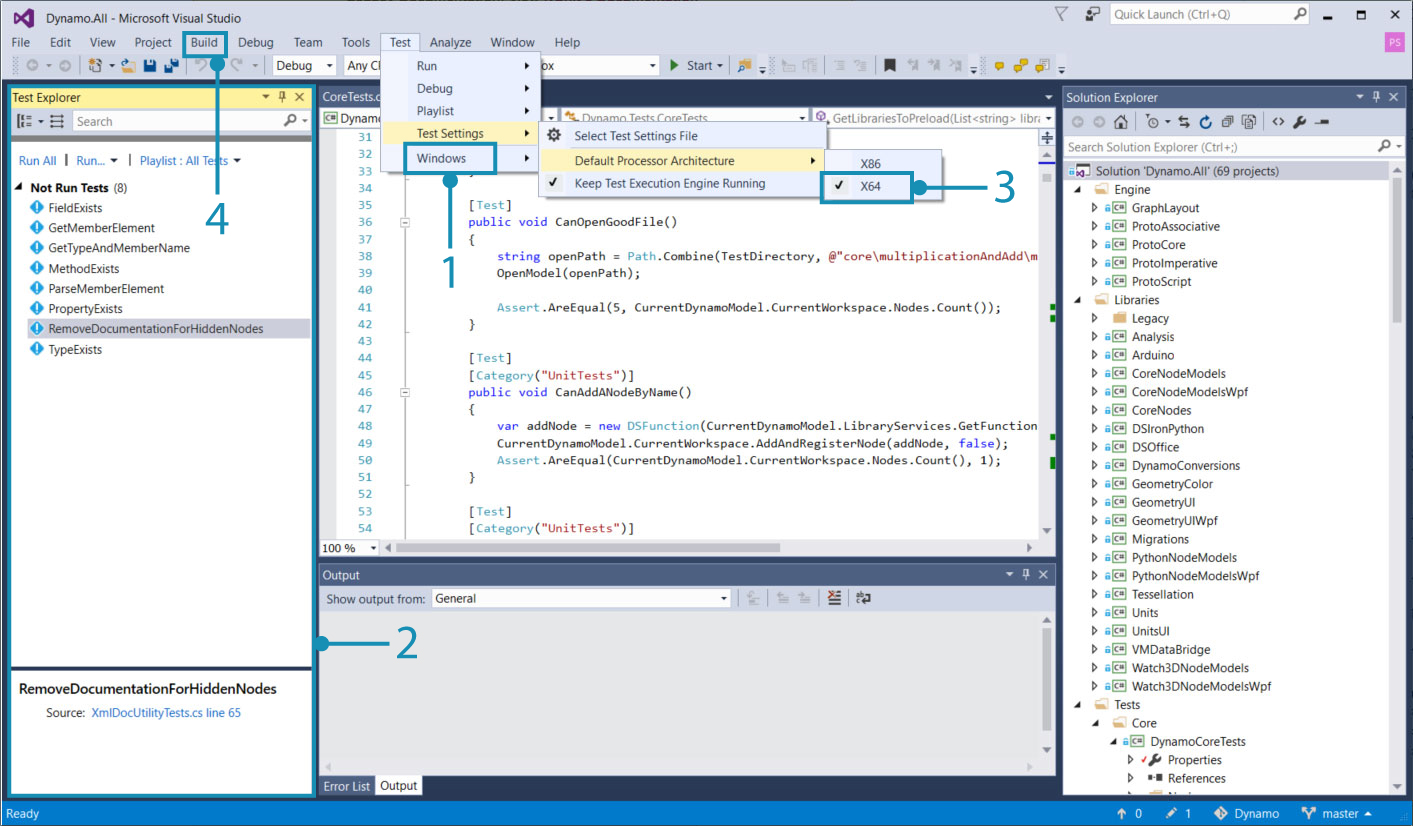 Dynamo.All - Microsoft Visual Studio
Quick Launch (Ctrl+Q)
File Edit View Project Build Debug Team Tools Test Analyze Window Help
PS
Debug Any Start
Run
Debug
Playlist
Test Settings
Windows
Select Test Settings File
Default Processor Architecture
Keep Test Execution Engine Running
X86
X64
1
2
3
4
Test Explorer
Search
Run All | Run... | Playlist : All Tests
Not Run Tests (8)
FieldExists
GetMemberElement
GetTypeAndMemberName
MethodExists
ParseMemberElement
PropertyExists
RemoveDocumentationForHiddenNodes
TypeExists
RemoveDocumentationForHiddenNodes
Source: XmlDocUtilityTests.cs line 65
Dynamo.Tests.CoreTests
GetLibrariesToPreload(List<string> libra
31
32
33
34
35 [Test]
36 public void CanOpenGoodFile()
37 {
38 string openPath = Path.Combine(TestDirectory, @"core\multiplicationAndAdd\m
39 OpenModel(openPath);
40
41 Assert.AreEqual(5, CurrentDynamoModel.CurrentWorkspace.Nodes.Count());
42 }
43
44 [Test]
45 [Category("UnitTests")]
46 public void CanAddANodeByName()
47 {
48 var addNode = new DSFunction(CurrentDynamoModel.LibraryServices.GetFunction
49 CurrentDynamoModel.CurrentWorkspace.AddAndRegisterNode(addNode, false);
50 Assert.AreEqual(CurrentDynamoModel.CurrentWorkspace.Nodes.Count(), 1);
51 }
52
53 [Test]
54 [Category("UnitTests")]
100 %
Output
Show output from: General
Error List Output
Solution Explorer
Search Solution Explorer (Ctrl+;)
Solution 'Dynamo.All' (69 projects)
Engine
GraphLayout
ProtoAssociative
ProtoCore
ProtoImperative
ProtoScript
Libraries
Legacy
Analysis
Arduino
CoreNodeModels
CoreNodeModelsWpf
CoreNodes
DSIronPython
DSOffice
DynamoConversions
GeometryColor
GeometryUI
GeometryUIWpf
Migrations
PythonNodeModels
PythonNodeModelsWpf
Tessellation
Units
UnitsUI
VMDataBridge
Watch3DNodeModels
Watch3DNodeModelsWpf
Tests
Core
DynamoCoreTests
Properties
References
Ready
0 1 Dynamo master